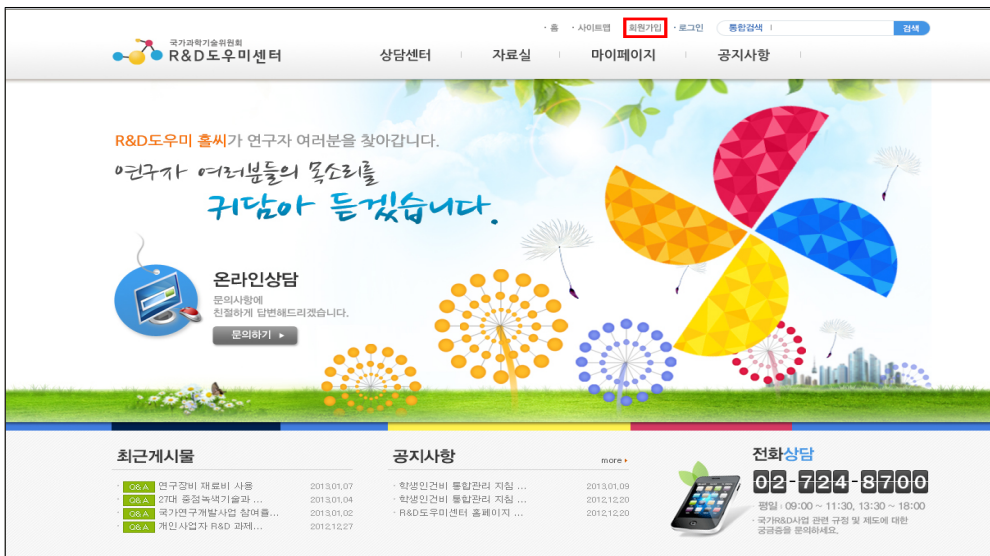 · 홈 · 사이트맵 회원가입 · 로그인 통합검색 검색
국가과학기술위원회
R&D도우미센터
상담센터 자료실 마이페이지 공지사항
R&D도우미 홀씨가 연구자 여러분을 찾아갑니다.
연구자 여러분들의 목소리를
귀담아 듣겠습니다.
온라인상담
문의사항에
친절하게 답변해드리겠습니다.
문의하기 ▸
최근게시물
· Q&A 연구장비 재료비 사용 2013.01.07
· Q&A 27대 중점녹색기술과 ... 2013.01.04
· Q&A 국가연구개발사업 참여율... 2013.01.02
· Q&A 개인사업자 R&D 과제... 2012.12.27
공지사항 more ▸
· 학생인건비 통합관리 지침 ... 2013.01.09
· 학생인건비 통합관리 지침 ... 2012.12.20
· R&D도우미센터 홈페이지 ... 2012.12.20
전화상담
02-724-8700
평일 : 09:00 ~ 11:30, 13:30 ~ 18:00
· 국가R&D사업 관련 규정 및 제도에 대한
궁금증을 문의하세요.